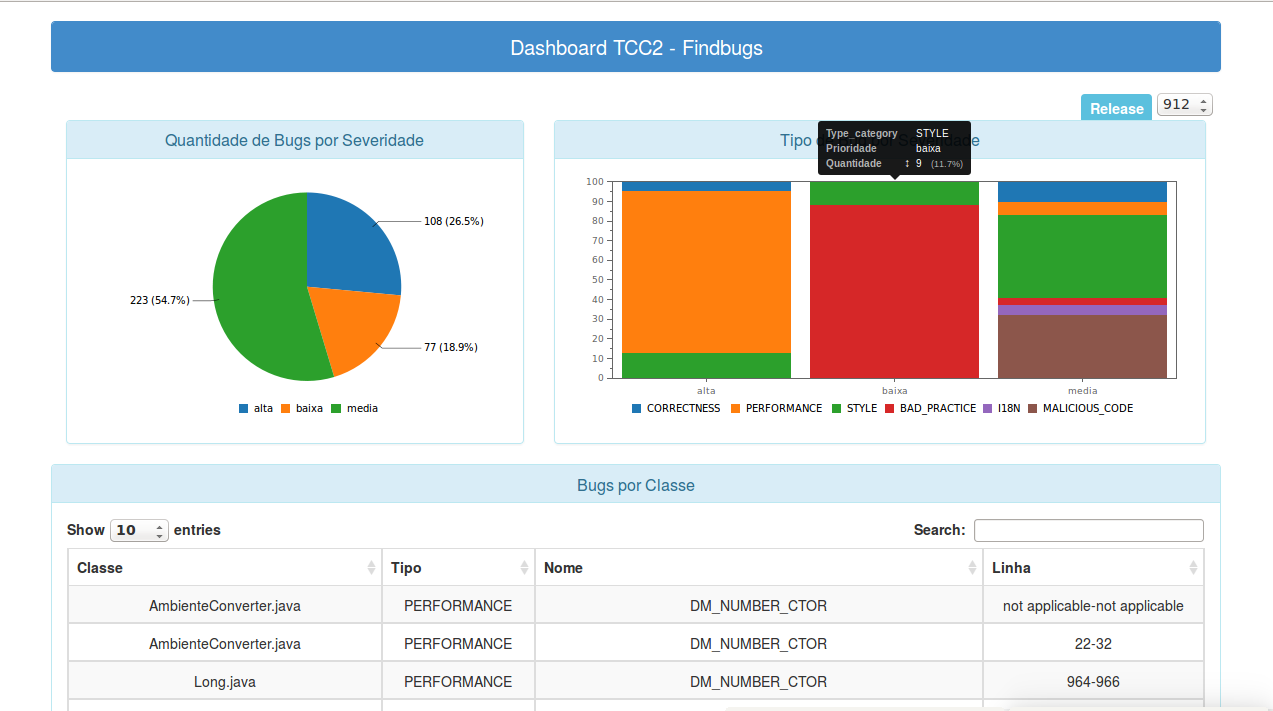 Dashboard TCC2 - Findbugs
Release 912
Quantidade de Bugs por Severidade
108 (26.5%)
223 (54.7%)
77 (18.9%)
alta baixa media
Tipo
Type_category STYLE
Prioridade baixa
Quantidade 9 (11.7%)
100
90
80
70
60
50
40
30
20
10
0
alta baixa media
CORRECTNESS PERFORMANCE STYLE BAD_PRACTICE I18N MALICIOUS_CODE
Bugs por Classe
Show 10 entries Search:
Classe Tipo Nome Linha
AmbienteConverter.java PERFORMANCE DM_NUMBER_CTOR not applicable-not applicable
AmbienteConverter.java PERFORMANCE DM_NUMBER_CTOR 22-32
Long.java PERFORMANCE DM_NUMBER_CTOR 964-966